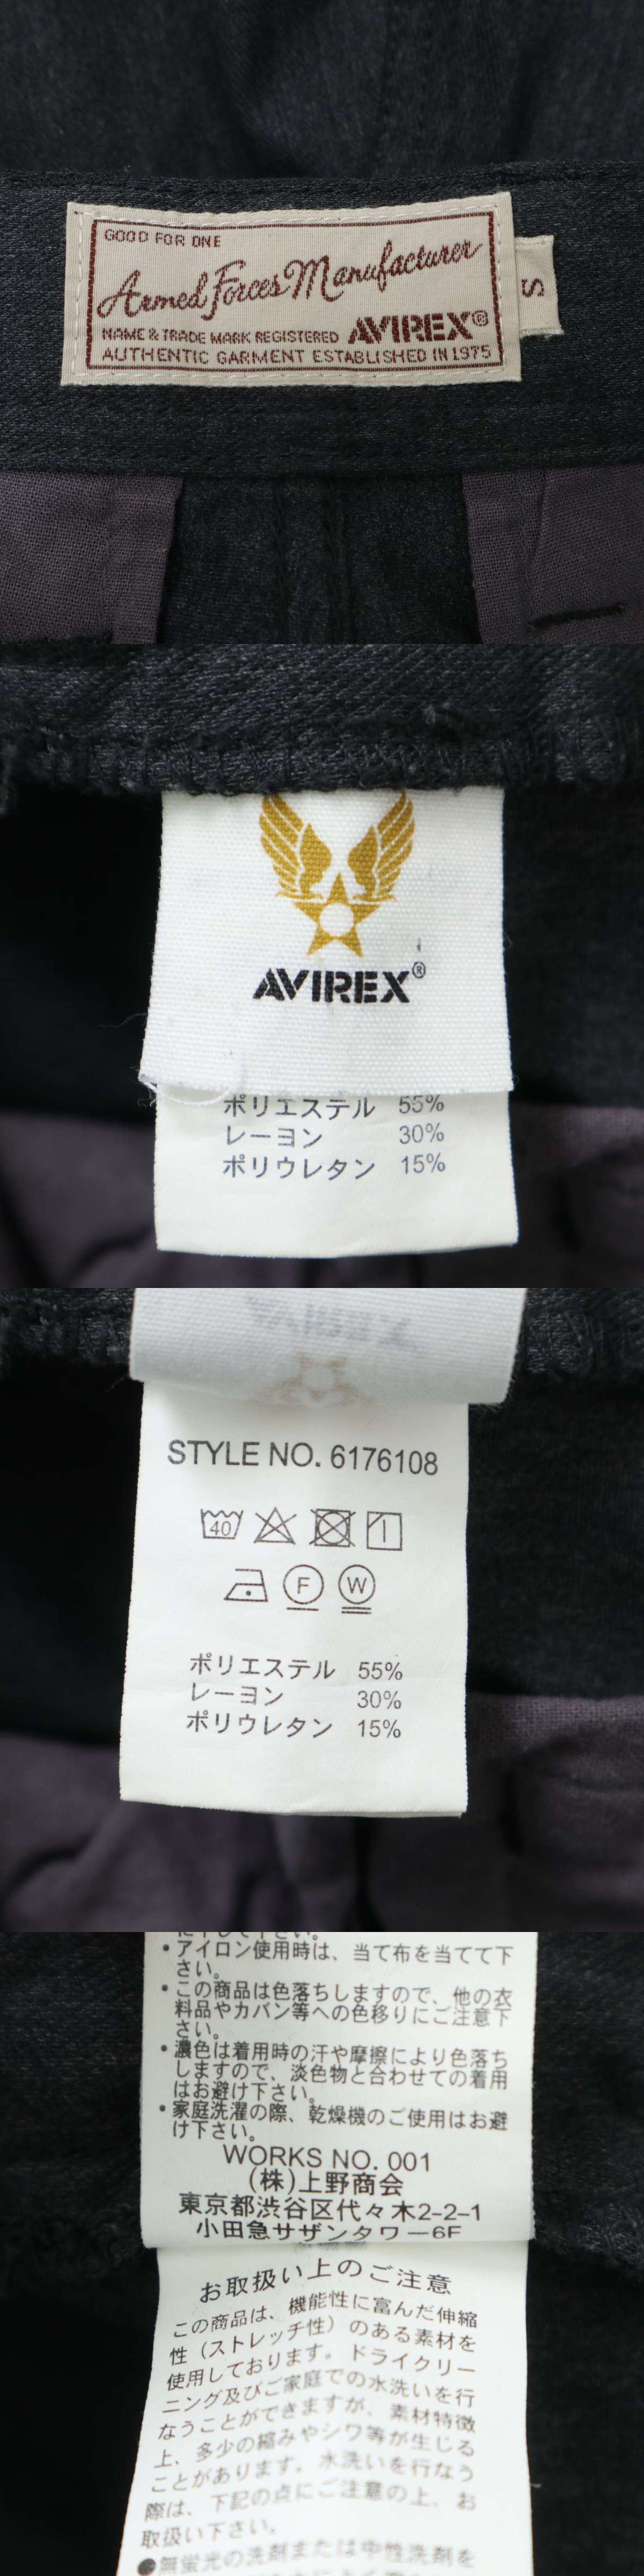 GOOD FOR ONE
Armed Forces Manufacturer
NAME & TRADE MARK REGISTERED AVIREX®
AUTHENTIC GARMENT ESTABLISHED IN 1975
S
AVIREX®
ポリエステル 55%
レーヨン 30%
ポリウレタン 15%
STYLE NO. 6176108
40
F W
ポリエステル 55%
レーヨン 30%
ポリウレタン 15%
・アイロン使用時は、当て布を当てて下
さい。
・この商品は色落ちしますので、他の衣
料品やカバン等への色移りにご注意下
さい。
・濃色は着用時の汗や摩擦により色落ち
しますので、淡色物と合わせての着用
はお避け下さい。
・家庭洗濯の際、乾燥機のご使用はお避
け下さい。
WORKS NO. 001
(株)上野商会
東京都渋谷区代々木2-2-1
小田急サザンタワー6F
お取扱い上のご注意
この商品は、機能性に富んだ伸縮
性（ストレッチ性）のある素材を
使用しております。ドライクリー
ニング及びご家庭での水洗いを行
なうことができますが、素材特徴
上、多少の縮みやシワ等が生じる
ことがあります。水洗いを行なう
際は、下記の点にご注意の上、お
取扱い下さい。
●無蛍光の洗剤または中性洗剤を